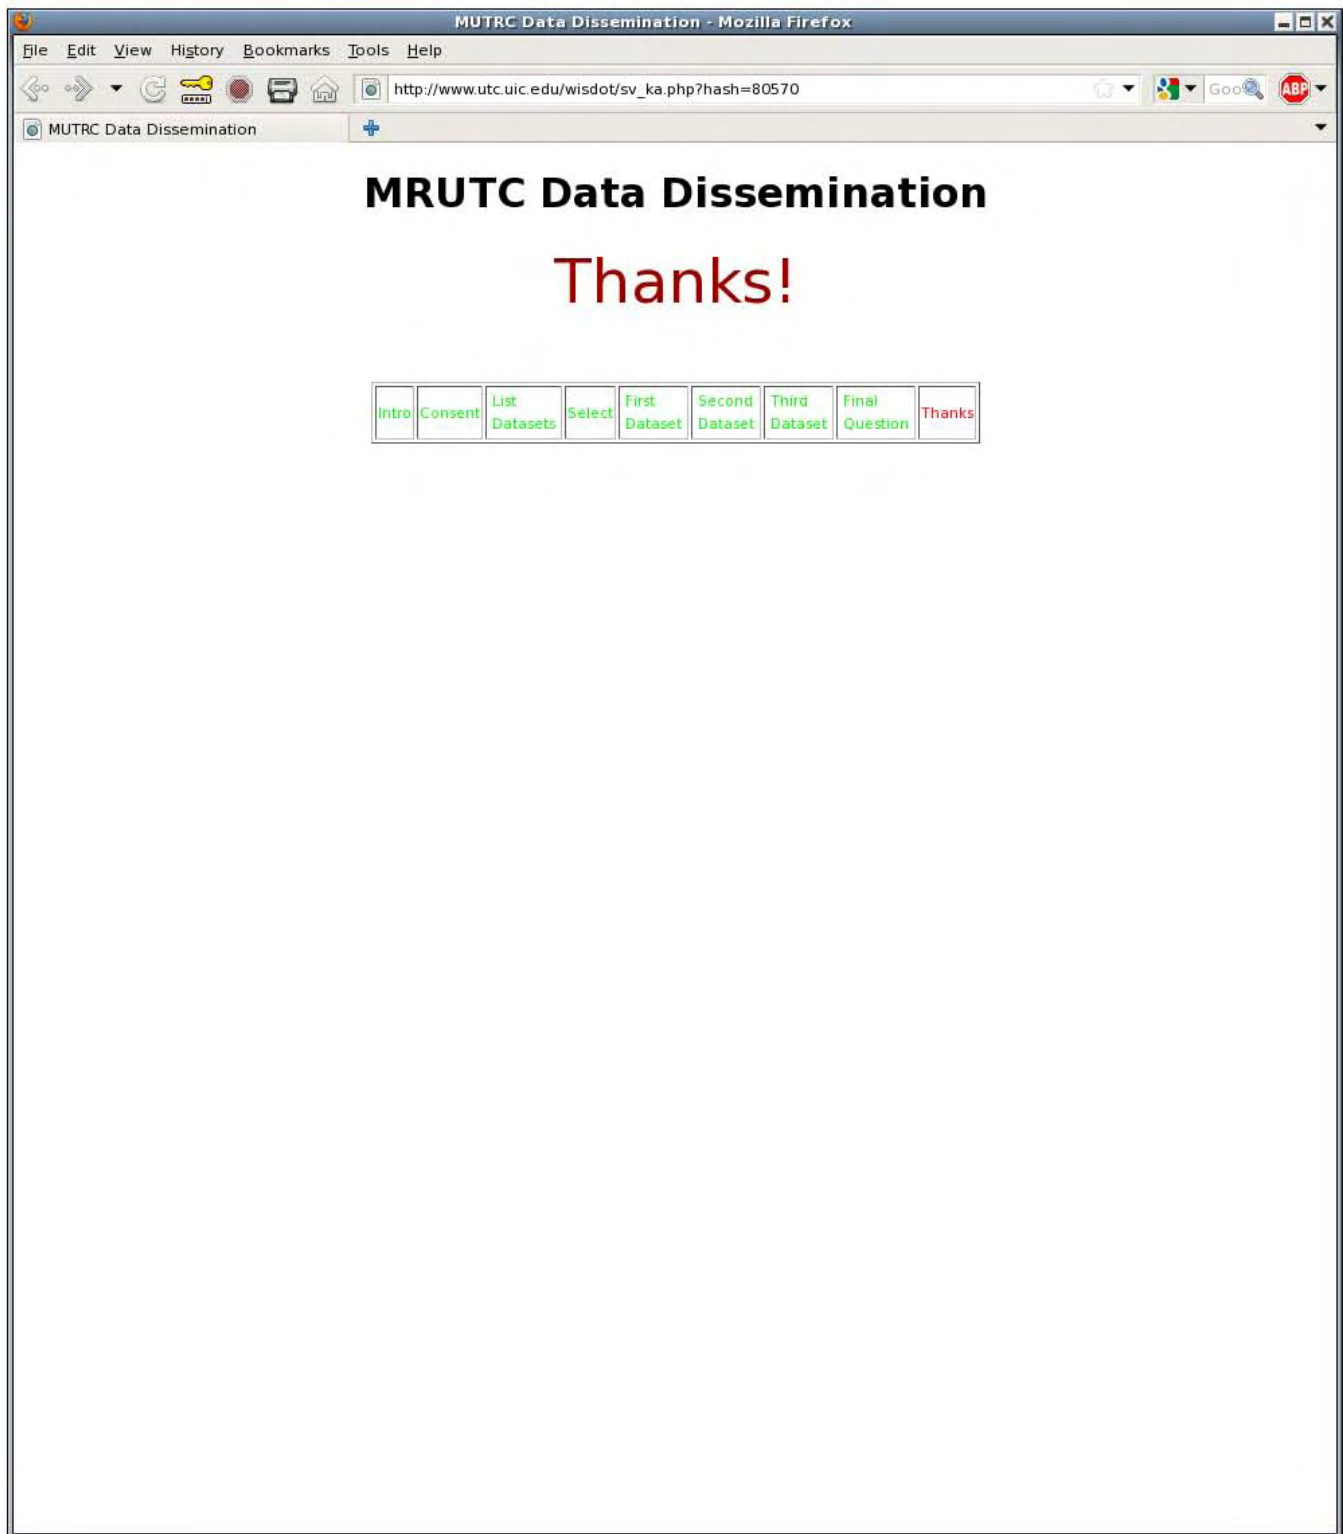 MUTRC Data Dissemination - Mozilla Firefox
File Edit View History Bookmarks Tools Help
http://www.utc.uic.edu/wisdot/sv_ka.php?hash=80570
Goo
ABP
MUTRC Data Dissemination
MRUTC Data Dissemination
Thanks!
Intro
Consent
List
Datasets
Select
First
Dataset
Second
Dataset
Third
Dataset
Final
Question
Thanks